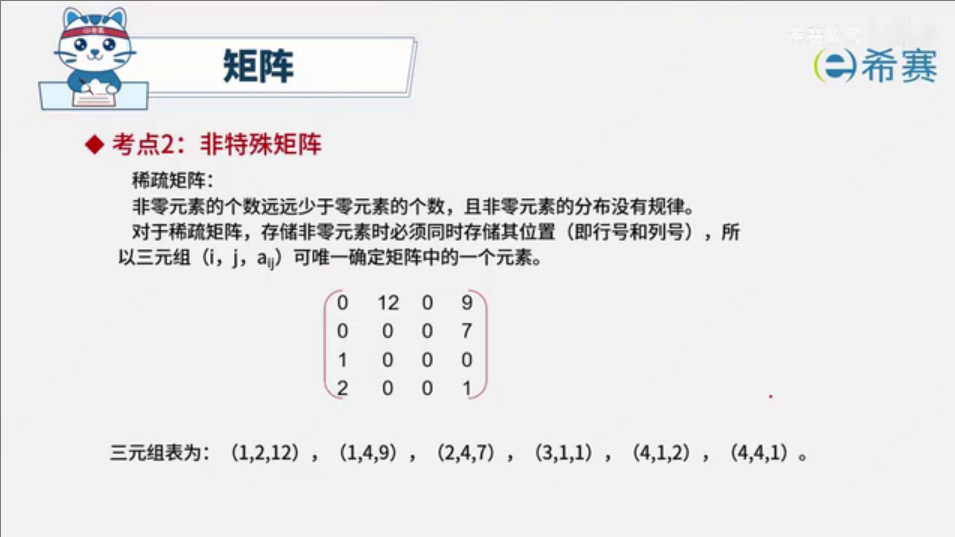 矩阵
希赛
◆ 考点2：非特殊矩阵
稀疏矩阵：
非零元素的个数远远少于零元素的个数，且非零元素的分布没有规律。
对于稀疏矩阵，存储非零元素时必须同时存储其位置（即行号和列号），所
以三元组（i，j，aij）可唯一确定矩阵中的一个元素。
0 12 0 9
0 0 0 7
1 0 0 0
2 0 0 1
三元组表为：（1,2,12），（1,4,9），（2,4,7），（3,1,1），（4,1,2），（4,4,1）。